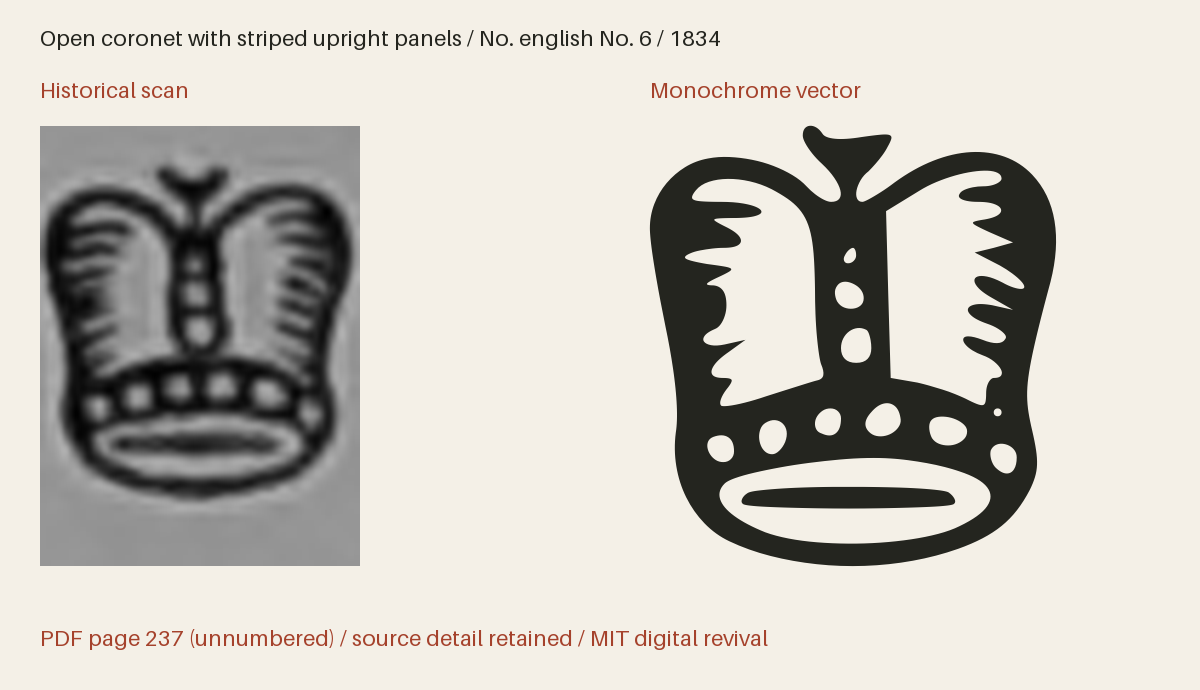 Open coronet with striped upright panels / No. english No. 6 / 1834
Historical scan
Monochrome vector
PDF page 237 (unnumbered) / source detail retained / MIT digital revival